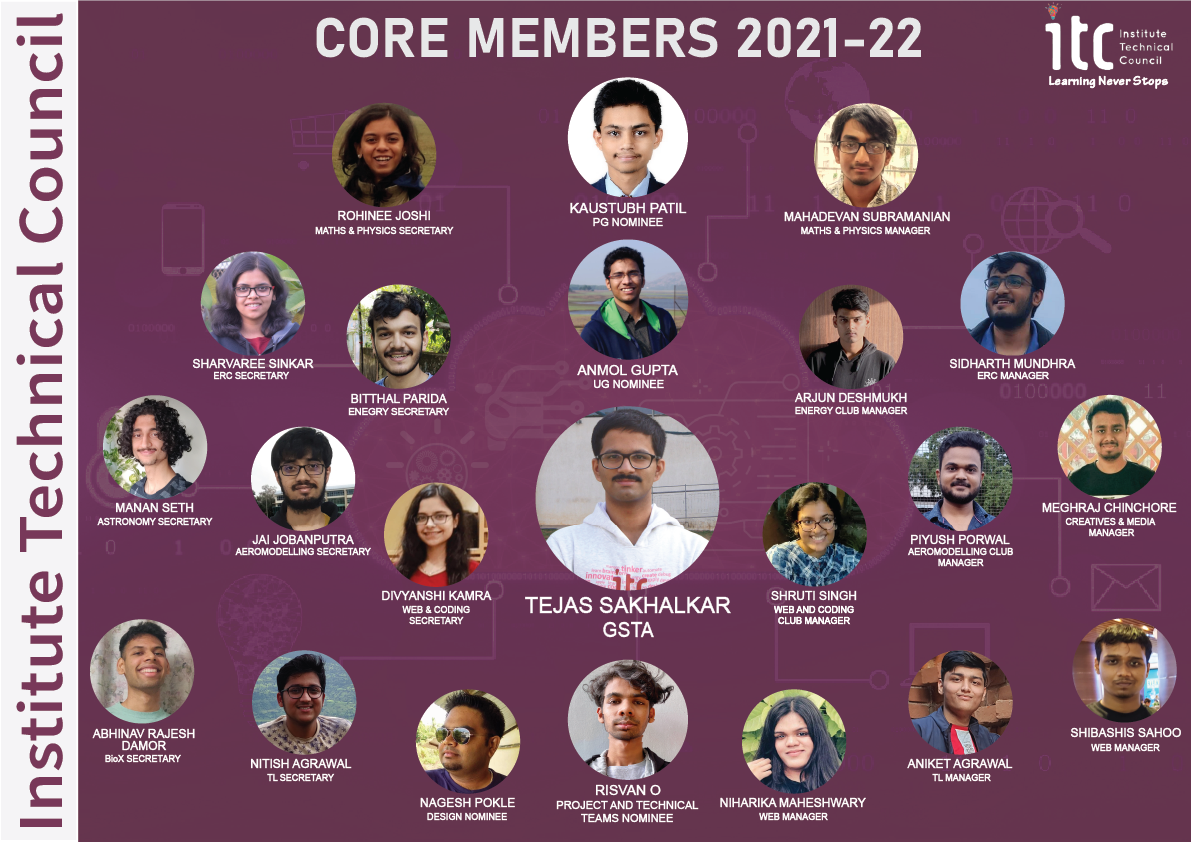 Institute Technical Council
CORE MEMBERS 2021-22
itc
Institute
Technical
Council
Learning Never Stops
ROHINEE JOSHI
MATHS & PHYSICS SECRETARY
KAUSTUBH PATIL
PG NOMINEE
MAHADEVAN SUBRAMANIAN
MATHS & PHYSICS MANAGER
SHARVAREE SINKAR
ERC SECRETARY
BITTHAL PARIDA
ENEGRY SECRETARY
ANMOL GUPTA
UG NOMINEE
ARJUN DESHMUKH
ENERGY CLUB MANAGER
SIDHARTH MUNDHRA
ERC MANAGER
MANAN SETH
ASTRONOMY SECRETARY
JAI JOBANPUTRA
AEROMODELLING SECRETARY
DIVYANSHI KAMRA
WEB & CODING
SECRETARY
tinker
innovat
itc
TEJAS SAKHALKAR
GSTA
SHRUTI SINGH
WEB AND CODING
CLUB MANAGER
PIYUSH PORWAL
AEROMODELLING CLUB
MANAGER
MEGHRAJ CHINCHORE
CREATIVES & MEDIA
MANAGER
ABHINAV RAJESH
DAMOR
BioX SECRETARY
NITISH AGRAWAL
TL SECRETARY
NAGESH POKLE
DESIGN NOMINEE
RISVAN O
PROJECT AND TECHNICAL
TEAMS NOMINEE
NIHARIKA MAHESHWARY
WEB MANAGER
ANIKET AGRAWAL
TL MANAGER
SHIBASHIS SAHOO
WEB MANAGER